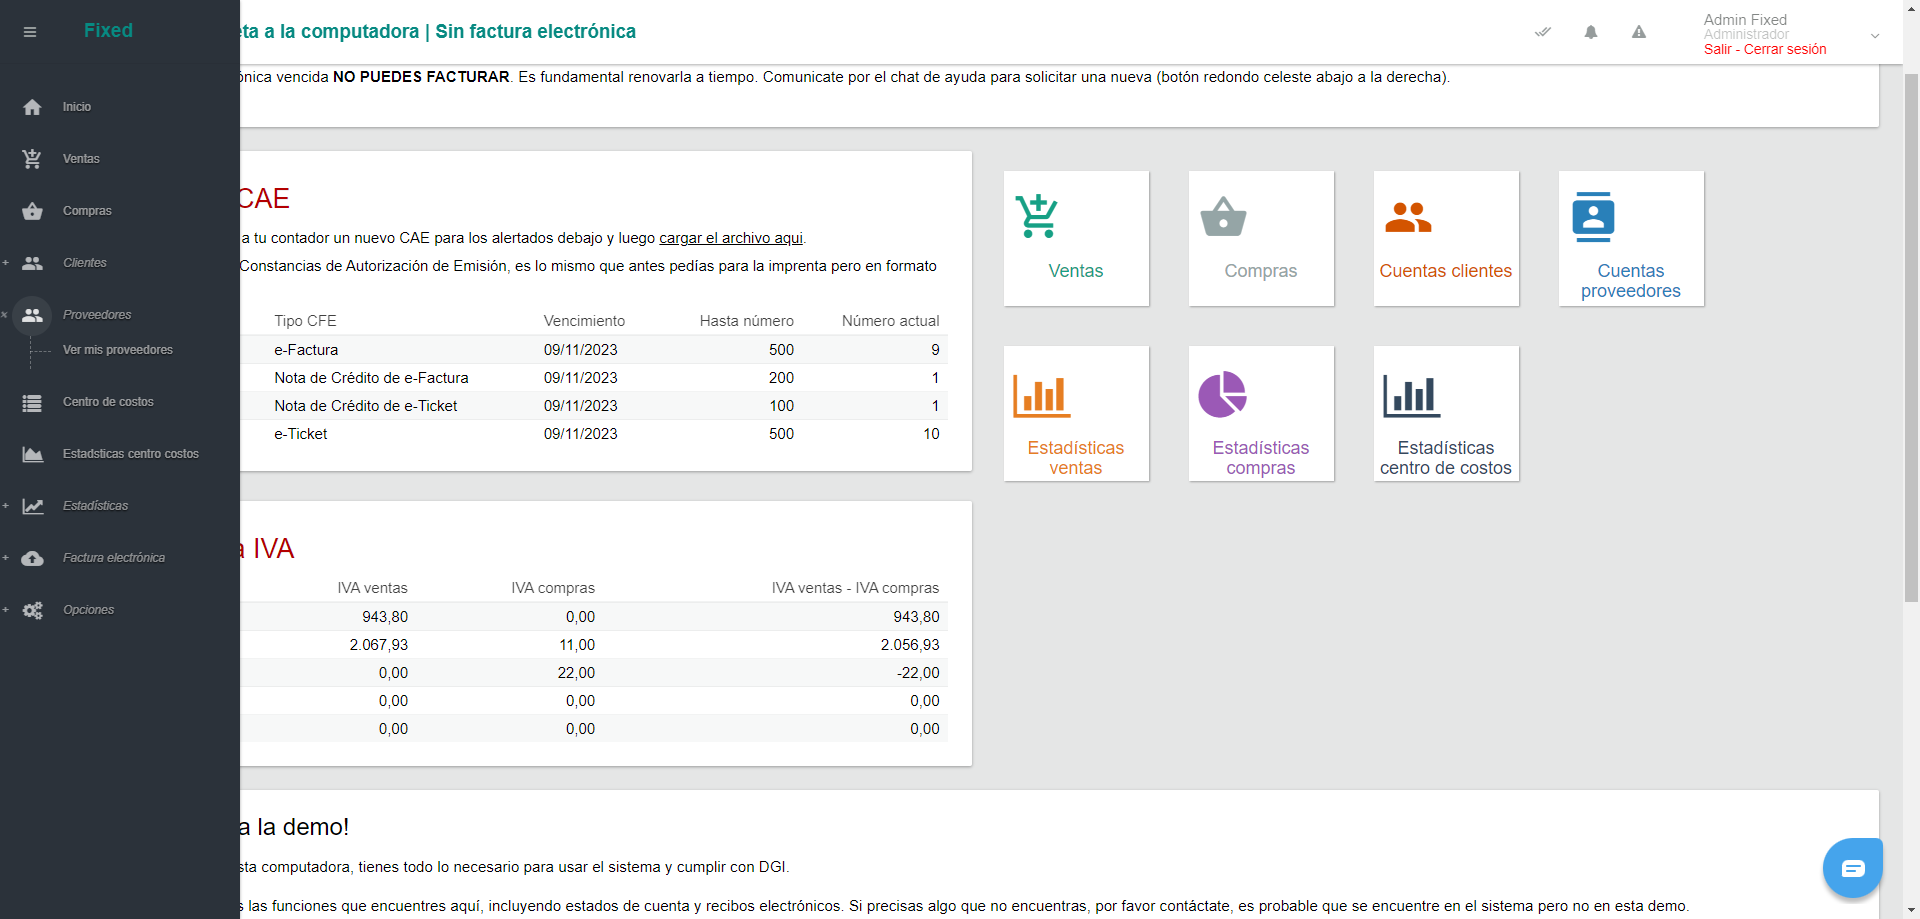 Fixed
eta a la computadora | Sin factura electrónica
Admin Fixed
Administrador
Salir - Cerrar sesión
ónica vencida NO PUEDES FACTURAR. Es fundamental renovarla a tiempo. Comunicate por el chat de ayuda para solicitar una nueva (botón redondo celeste abajo a la derecha).
Inicio
Ventas
Compras
+ Clientes
× Proveedores
Ver mis proveedores
Centro de costos
Estadsticas centro costos
+ Estadísticas
+ Factura electrónica
+ Opciones
CAE
a tu contador un nuevo CAE para los alertados debajo y luego cargar el archivo aqui.
Constancias de Autorización de Emisión, es lo mismo que antes pedías para la imprenta pero en formato
Tipo CFE Vencimiento Hasta número Número actual
e-Factura 09/11/2023 500 9
Nota de Crédito de e-Factura 09/11/2023 200 1
Nota de Crédito de e-Ticket 09/11/2023 100 1
e-Ticket 09/11/2023 500 10
Ventas
Compras
Cuentas clientes
Cuentas
proveedores
Estadísticas
ventas
Estadísticas
compras
Estadísticas
centro de costos
a IVA
IVA ventas IVA compras IVA ventas - IVA compras
943,80 0,00 943,80
2.067,93 11,00 2.056,93
0,00 22,00 -22,00
0,00 0,00 0,00
0,00 0,00 0,00
a la demo!
sta computadora, tienes todo lo necesario para usar el sistema y cumplir con DGI.
s las funciones que encuentres aquí, incluyendo estados de cuenta y recibos electrónicos. Si precisas algo que no encuentras, por favor contáctate, es probable que se encuentre en el sistema pero no en esta demo.